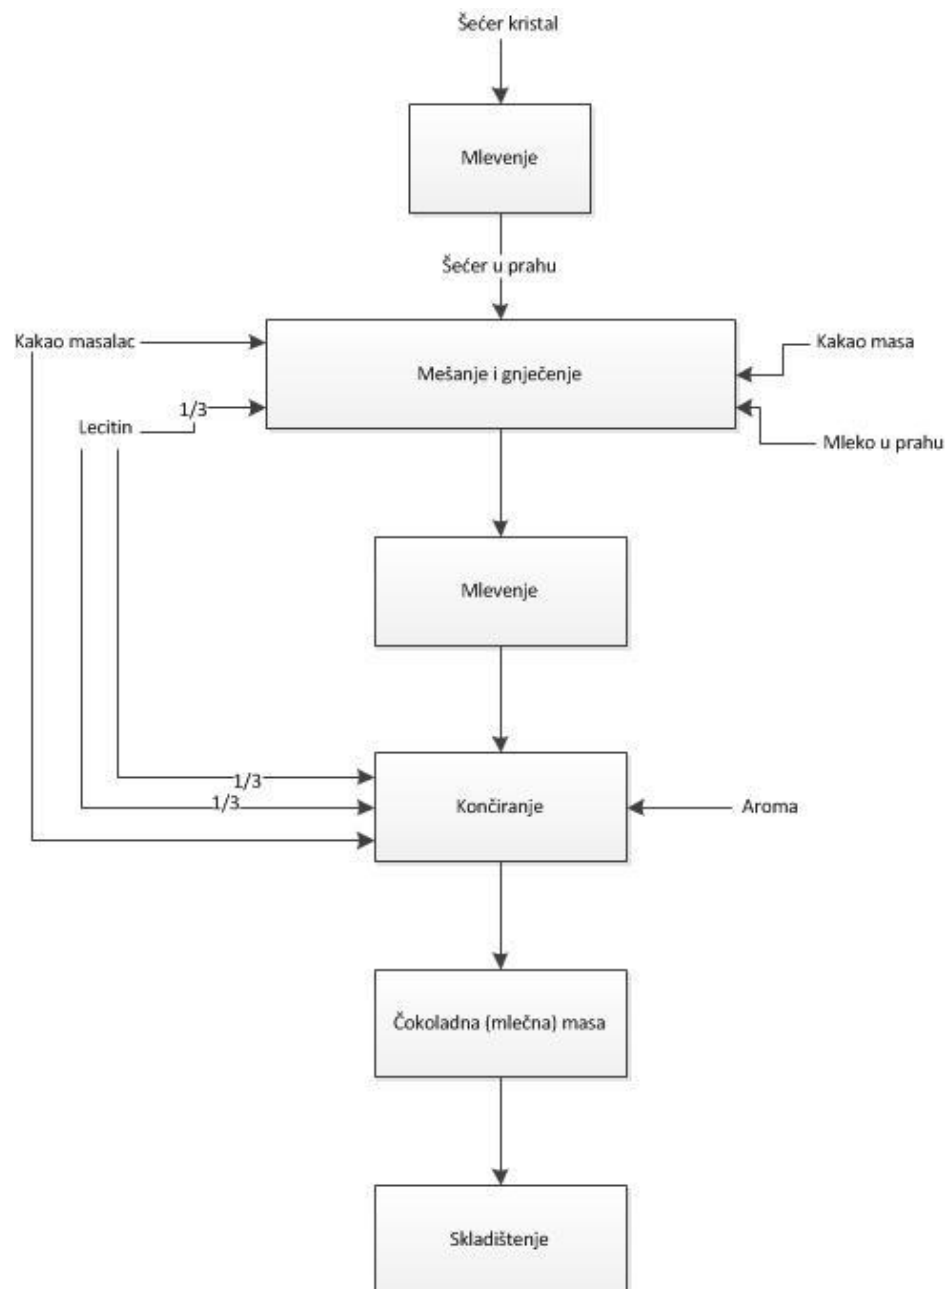 Šećer kristal
Mlevenje
Šećer u prahu
Kakao masalac
Kakao masa
Mešanje i gnječenje
1/3
Lecitin
Mleko u prahu
Mlevenje
1/3
1/3
Končiranje
Aroma
Čokoladna (mlečna) masa
Skladištenje